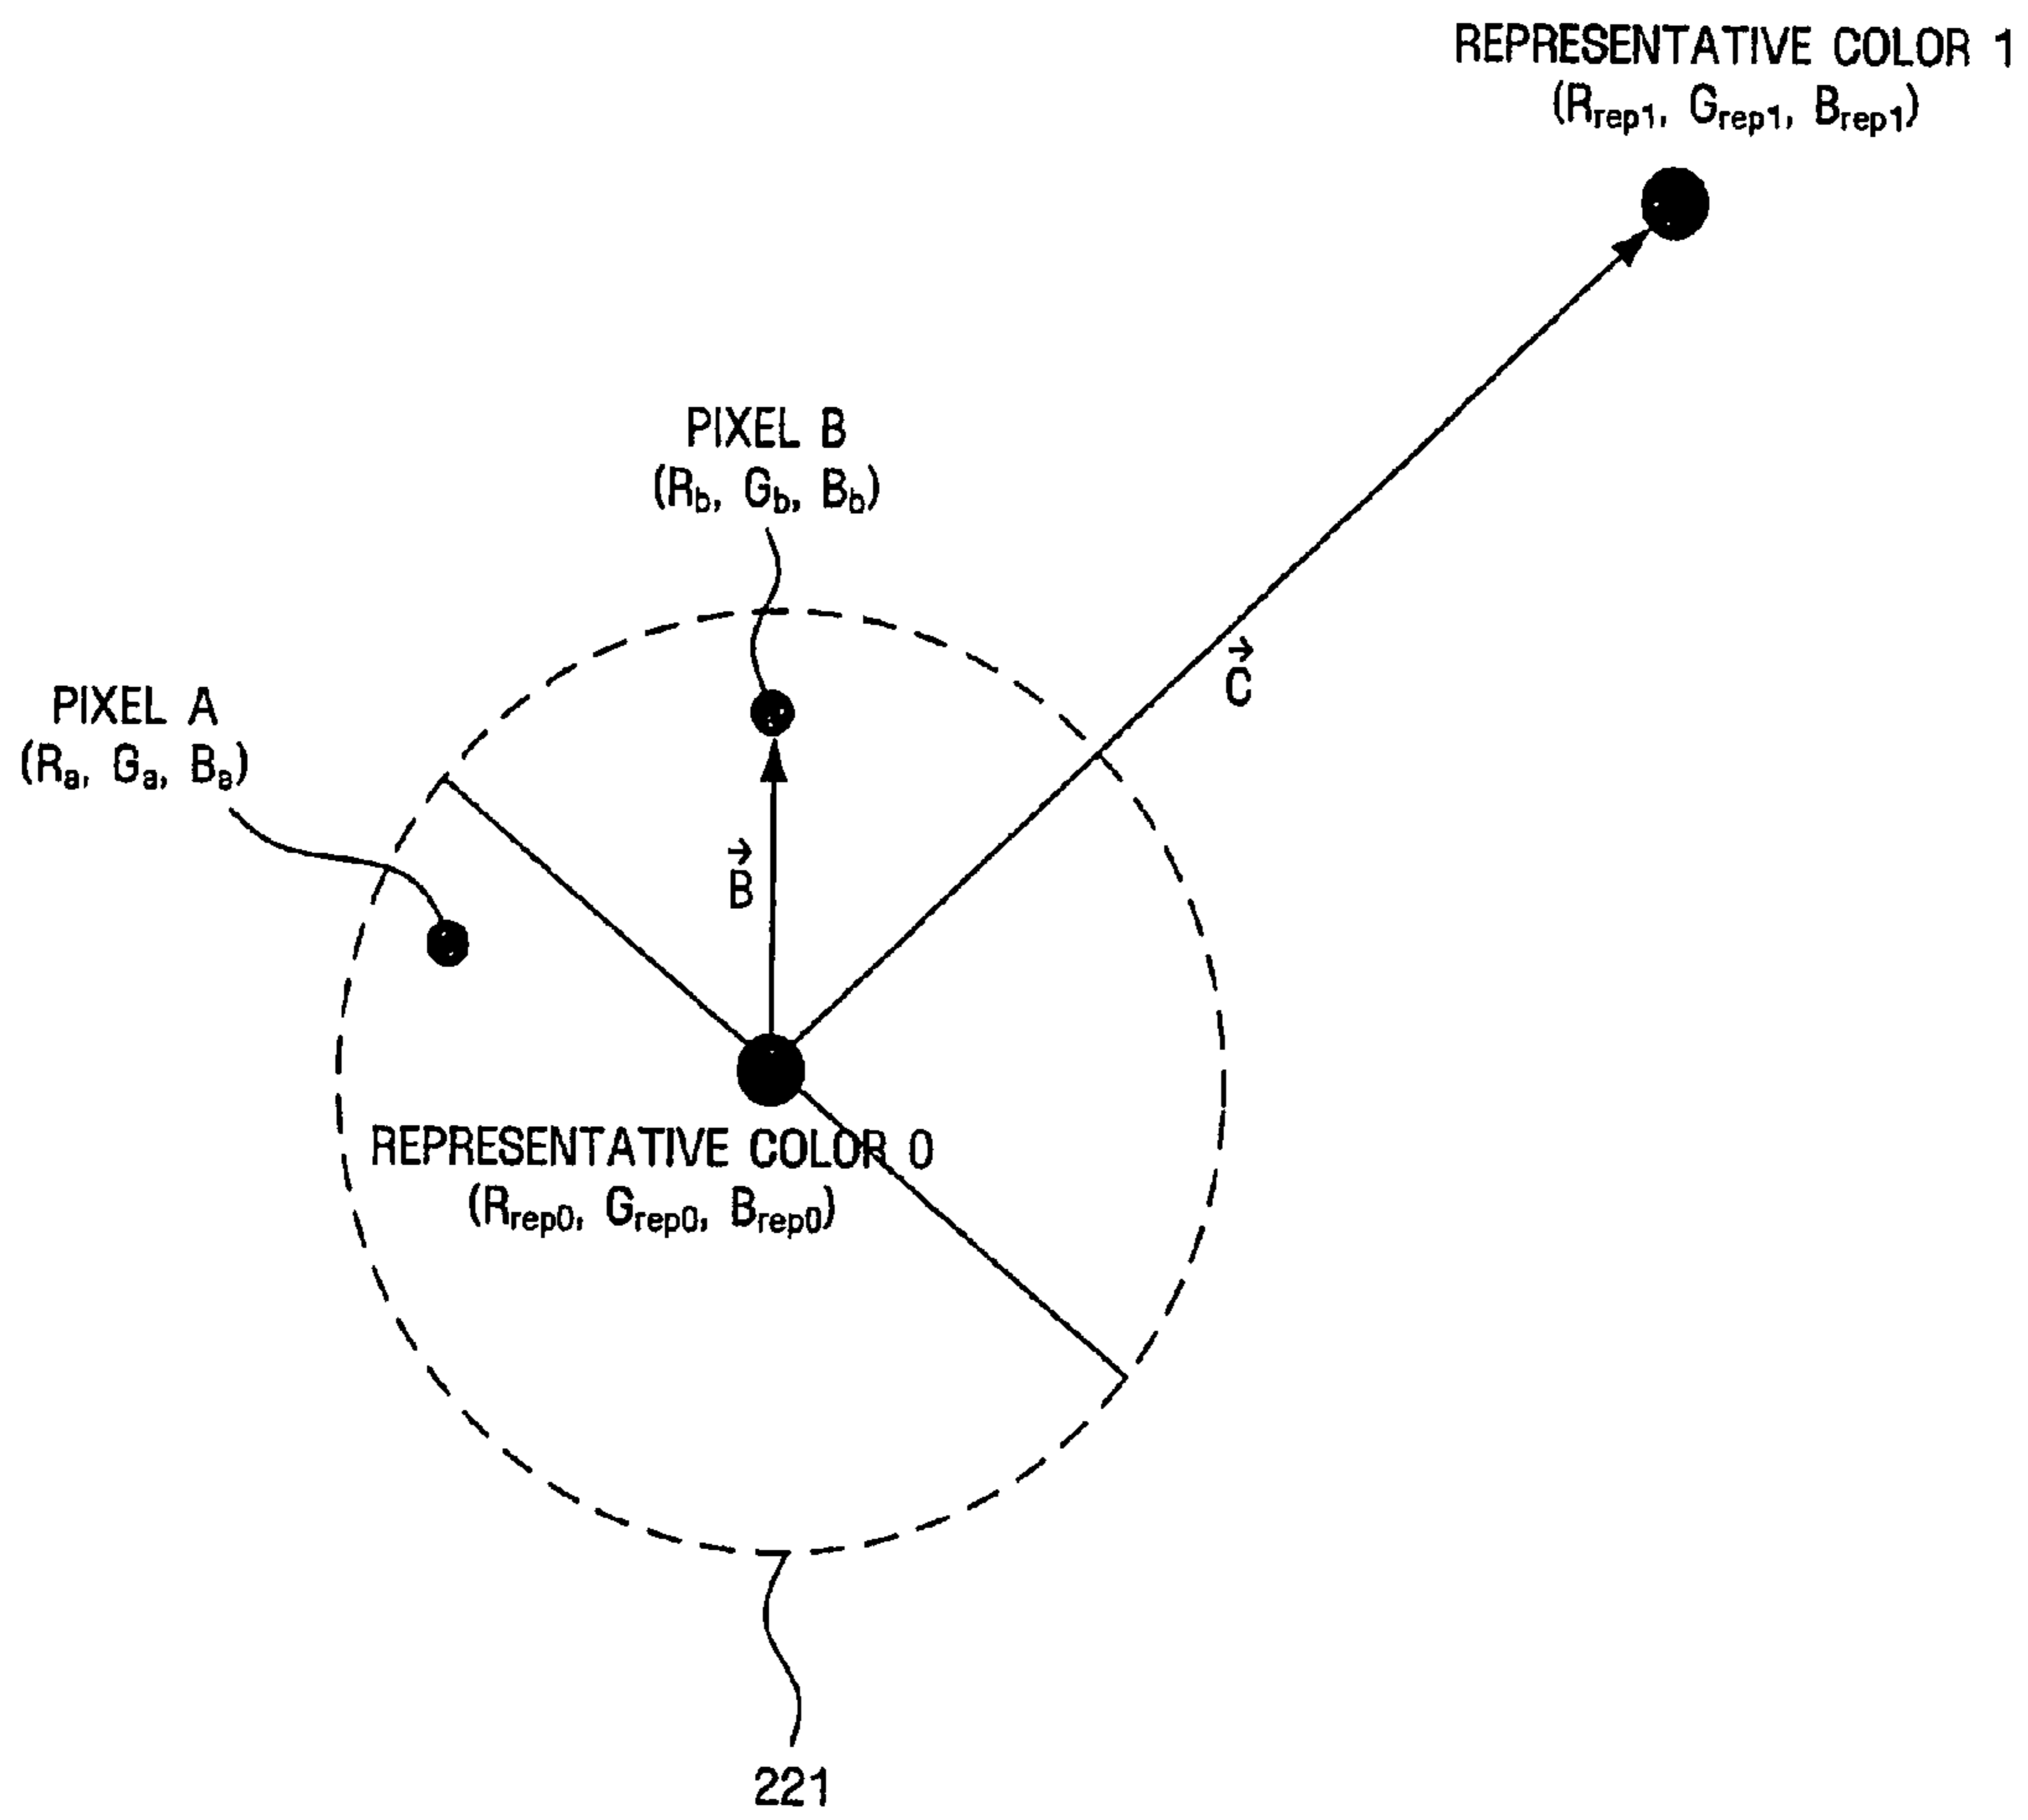 REPRESENTATIVE COLOR 1
(Rrep1, Grep1, Brep1)
PIXEL B
(Rb, Gb, Bb)
C
PIXEL A
(Ra, Ga, Ba)
B
REPRESENTATIVE COLOR 0
(Rrep0, Grep0, Brep0)
221